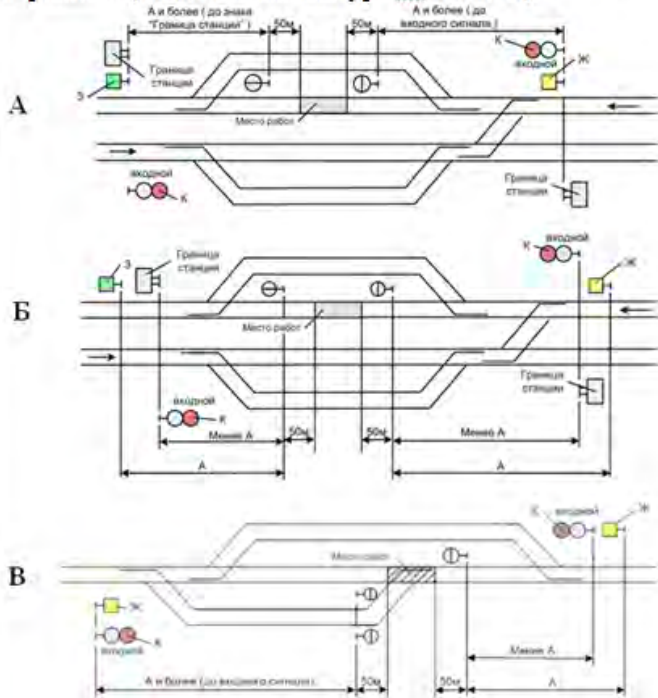 А и более ( до знака
"Граница станции" )
50м
50м
А и более ( до
входного сигнала )
Граница
станции
К
входной
Ж
З
А
Место работ
входной
К
Граница
станции
З
Граница
станции
К
входной
Ж
Б
Место работ
Граница
станции
входной
К
Менее А
50м
50м
Менее А
А
А
К
входной
Ж
В
Место работ
Ж
К
входной
Менее А
А и более ( до входного сигнала )
50м
50м
А